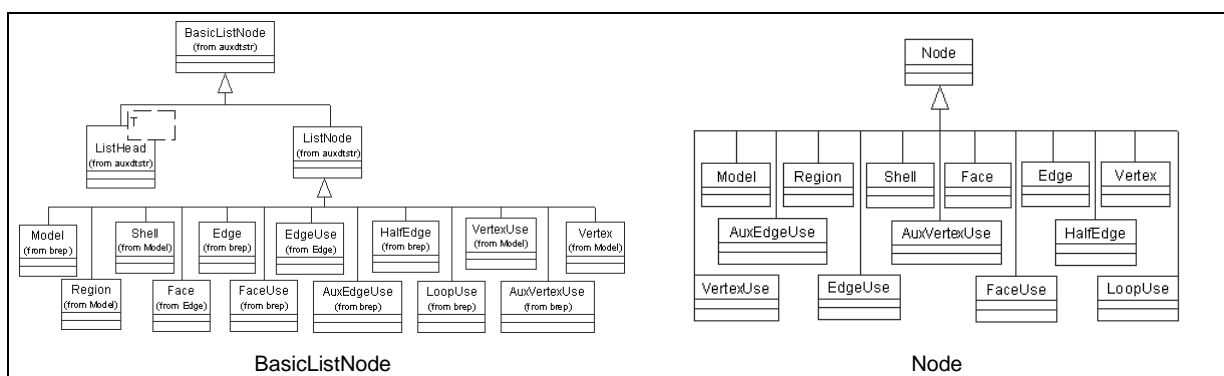 BasicListNode
(from auxdtstr)
T
ListHead
(from auxdtstr)
ListNode
(from auxdtstr)
Model
(from brep)
Shell
(from Model)
Edge
(from brep)
EdgeUse
(from Edge)
HalfEdge
(from brep)
VertexUse
(from Model)
Vertex
(from Model)
Region
(from Model)
Face
(from Edge)
FaceUse
(from brep)
AuxEdgeUse
(from brep)
LoopUse
(from brep)
AuxVertexUse
(from brep)
BasicListNode
Node
Model
Region
Shell
Face
Edge
Vertex
AuxEdgeUse
AuxVertexUse
HalfEdge
VertexUse
EdgeUse
FaceUse
LoopUse
Node